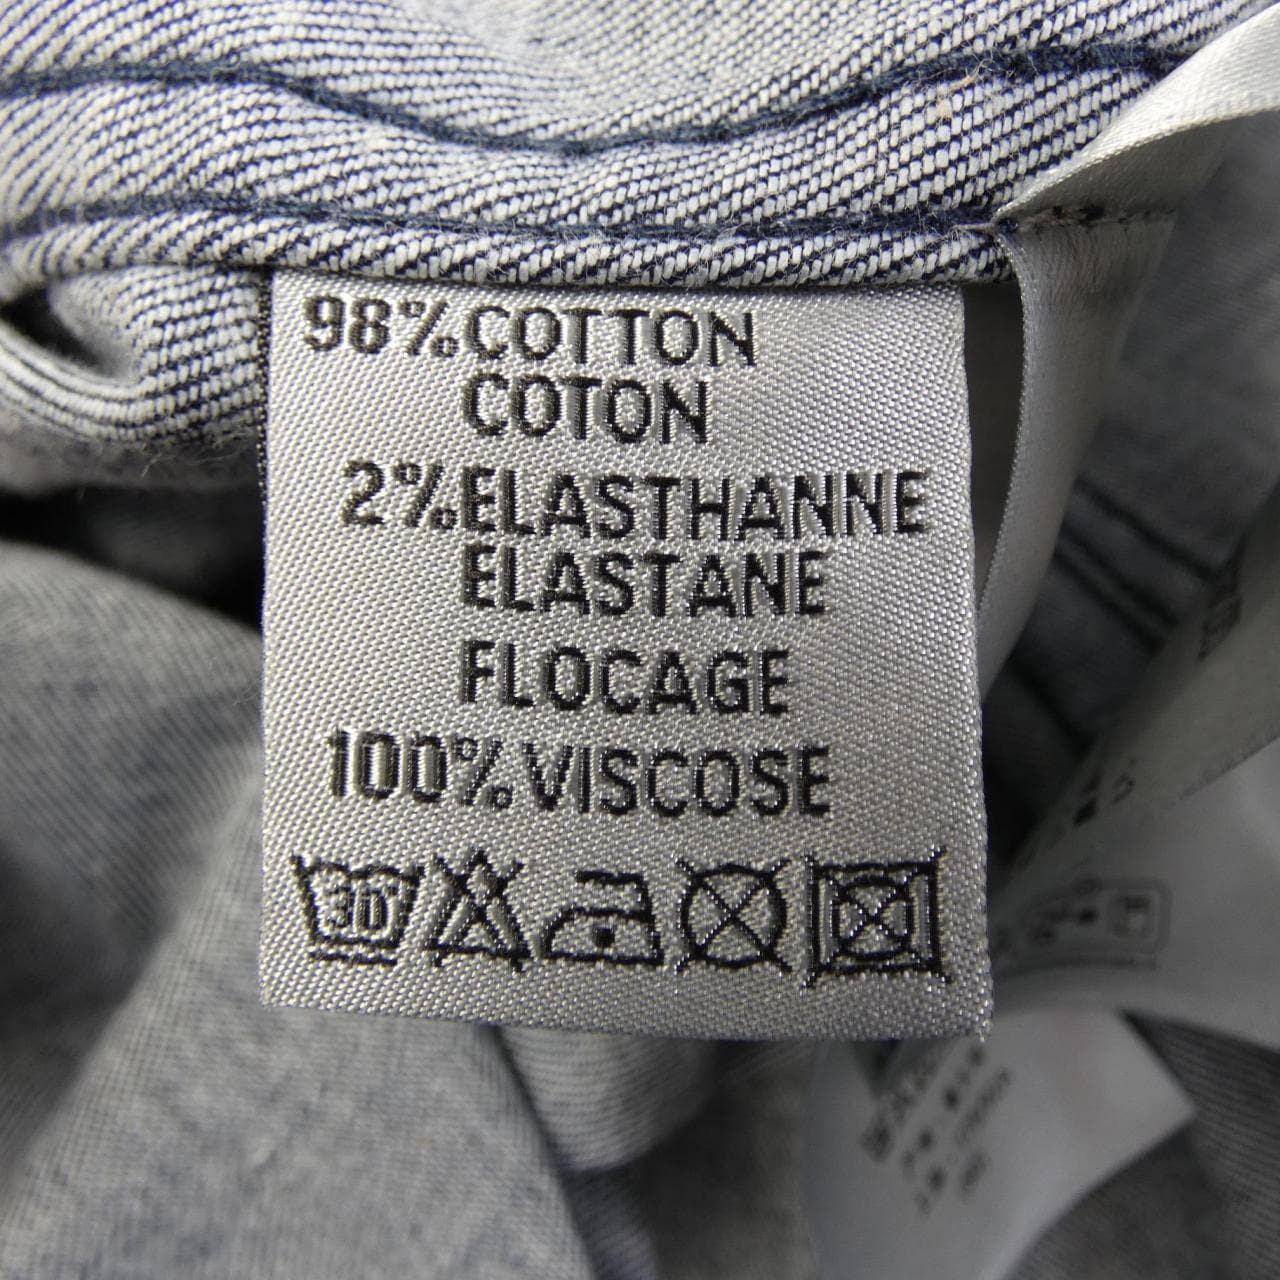 98% COTTON
COTON
2% ELASTHANNE
ELASTANE
FLOCAGE
100% VISCOSE
30°